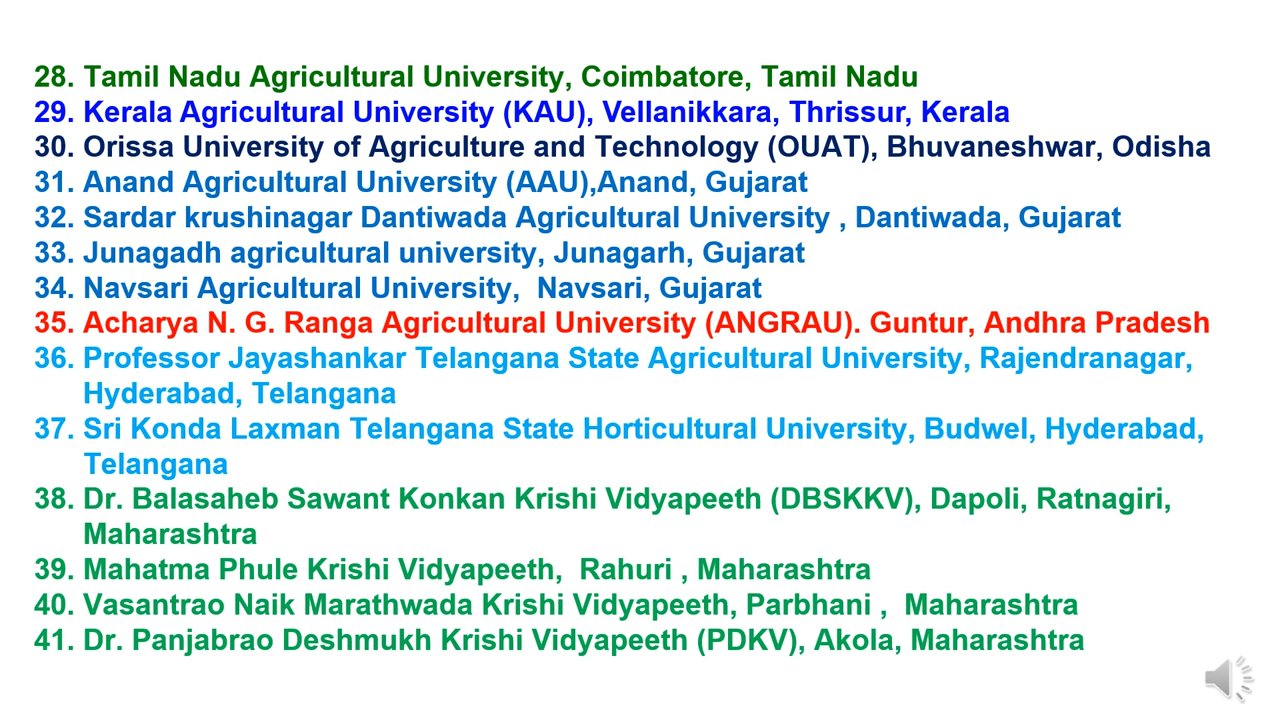 28. Tamil Nadu Agricultural University, Coimbatore, Tamil Nadu
29. Kerala Agricultural University (KAU), Vellanikkara, Thrissur, Kerala
30. Orissa University of Agriculture and Technology (OUAT), Bhuvaneshwar, Odisha
31. Anand Agricultural University (AAU),Anand, Gujarat
32. Sardar krushinagar Dantiwada Agricultural University , Dantiwada, Gujarat
33. Junagadh agricultural university, Junagarh, Gujarat
34. Navsari Agricultural University,  Navsari, Gujarat
35. Acharya N. G. Ranga Agricultural University (ANGRAU). Guntur, Andhra Pradesh
36. Professor Jayashankar Telangana State Agricultural University, Rajendranagar,
Hyderabad, Telangana
37. Sri Konda Laxman Telangana State Horticultural University, Budwel, Hyderabad,
Telangana
38. Dr. Balasaheb Sawant Konkan Krishi Vidyapeeth (DBSKKV), Dapoli, Ratnagiri,
Maharashtra
39. Mahatma Phule Krishi Vidyapeeth,  Rahuri , Maharashtra
40. Vasantrao Naik Marathwada Krishi Vidyapeeth, Parbhani ,  Maharashtra
41. Dr. Panjabrao Deshmukh Krishi Vidyapeeth (PDKV), Akola, Maharashtra